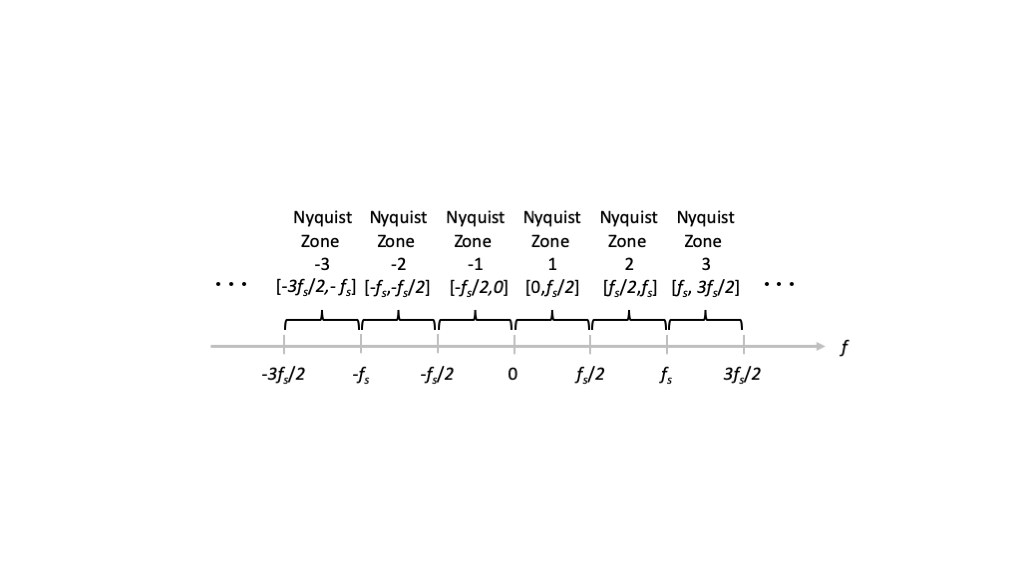 Nyquist Nyquist Nyquist Nyquist Nyquist Nyquist
Zone Zone Zone Zone Zone Zone
-3 -2 -1 1 2 3
... [-3fₛ/2,- fₛ] [-fₛ,-fₛ/2] [-fₛ/2,0] [0,fₛ/2] [fₛ/2,fₛ] [fₛ, 3fₛ/2] ...
f
-3fₛ/2 -fₛ -fₛ/2 0 fₛ/2 fₛ 3fₛ/2